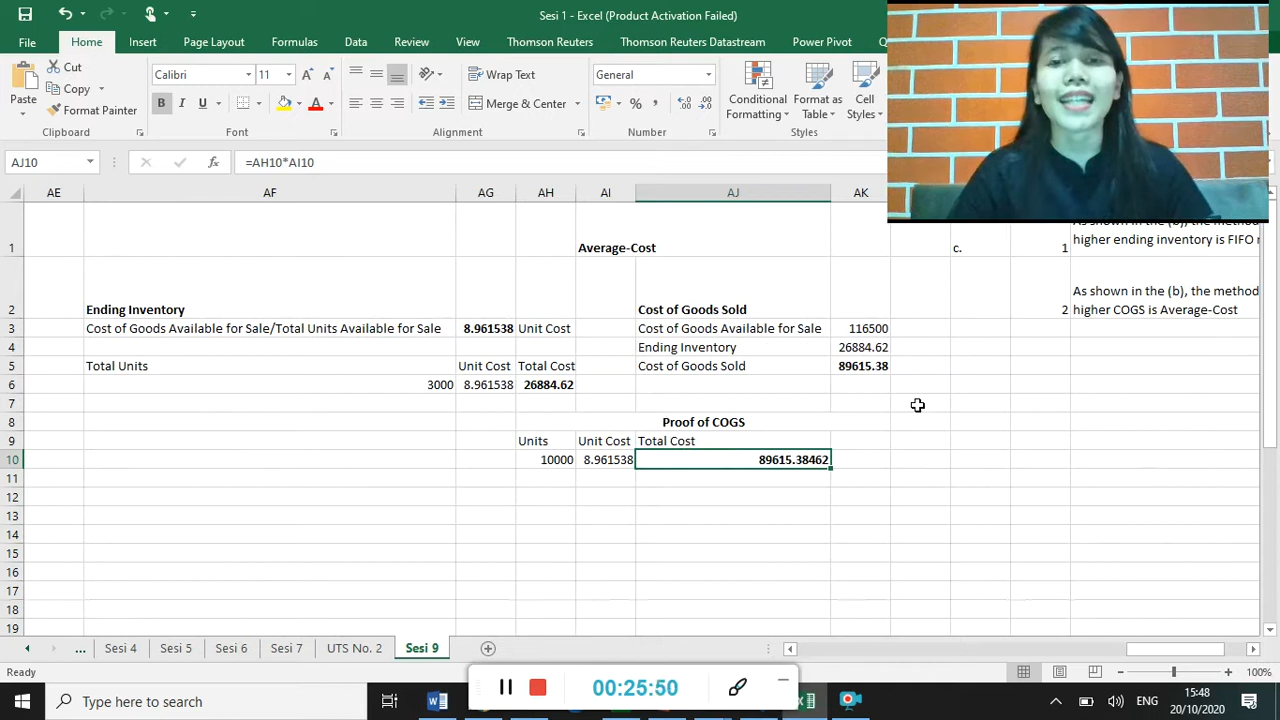 Sesi 1 - Excel (Product Activation Failed)
File Home Insert Page Layout Formulas Data Review View Thomson Reuters Thomson Reuters Datastream Power Pivot
Paste
Cut
Copy
Format Painter
Clipboard
Calibri 11
B I U
Font
Wrap Text
Merge & Center
Alignment
General
%
Number
Conditional Formatting
Format as Table
Cell Styles
Styles
AJ10 fx =AH10*AJ10
AE AF AG AH AI AJ AK
1 Average-Cost c. 1 As shown in the (b), the method
higher ending inventory is FIFO
2 Ending Inventory Cost of Goods Sold 2 As shown in the (b), the method
higher COGS is Average-Cost
3 Cost of Goods Available for Sale/Total Units Available for Sale 8.961538 Unit Cost Cost of Goods Available for Sale 116500
4 Ending Inventory 26884.62
5 Total Units Unit Cost Total Cost Cost of Goods Sold 89615.38
6 3000 8.961538 26884.62
7
8 Proof of COGS
9 Units Unit Cost Total Cost
10 10000 8.961538 89615.38462
11
12
13
14
15
16
17
18
19
... Sesi 4 Sesi 5 Sesi 6 Sesi 7 UTS No. 2 Sesi 9
Ready 100%
00:25:50
Type here to search
ENG
15:48
20/10/2020